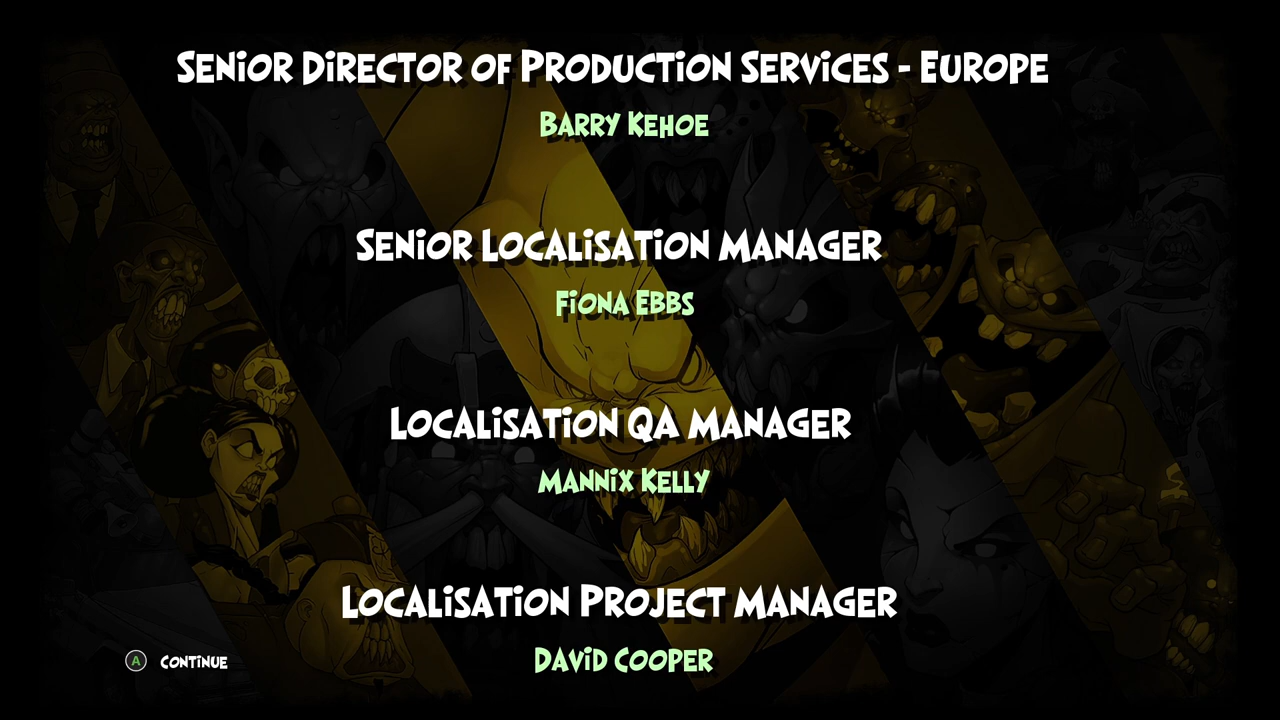 Senior Director of Production Services - Europe
Barry Kehoe
Senior Localisation Manager
Fiona Ebbs
Localisation QA Manager
Mannix Kelly
Localisation Project Manager
David Cooper
A Continue